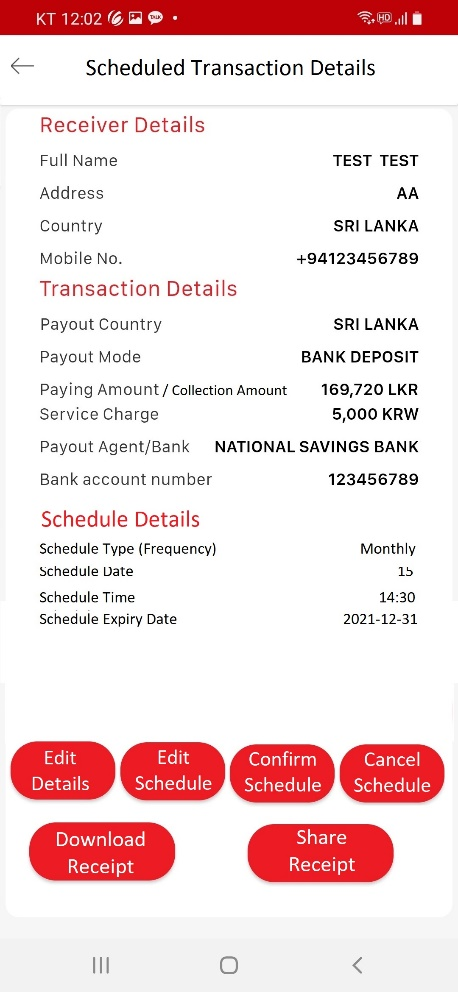 KT 12:02 TALK HD
Scheduled Transaction Details
Receiver Details
Full Name TEST TEST
Address AA
Country SRI LANKA
Mobile No. +94123456789
Transaction Details
Payout Country SRI LANKA
Payout Mode BANK DEPOSIT
Paying Amount / Collection Amount 169,720 LKR
Service Charge 5,000 KRW
Payout Agent/Bank NATIONAL SAVINGS BANK
Bank account number 123456789
Schedule Details
Schedule Type (Frequency) Monthly
Schedule Date 15
Schedule Time 14:30
Schedule Expiry Date 2021-12-31
Edit Details
Edit Schedule
Confirm Schedule
Cancel Schedule
Download Receipt
Share Receipt